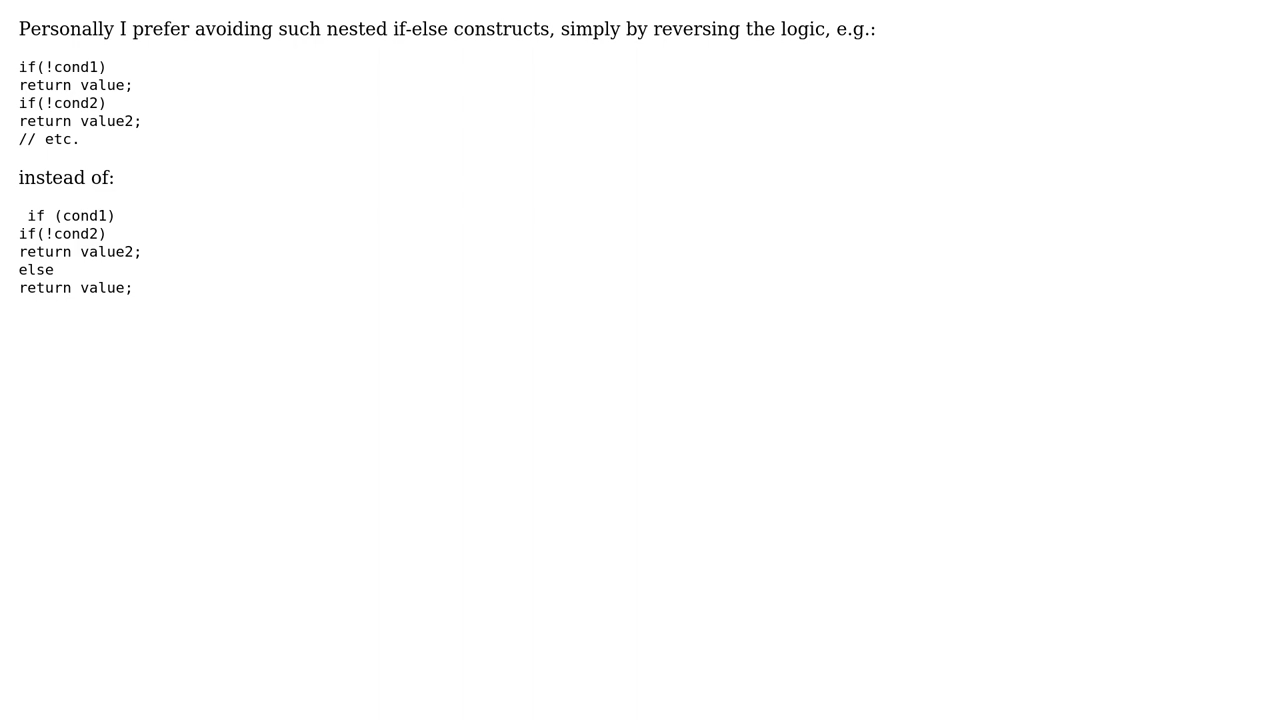 Personally I prefer avoiding such nested if-else constructs, simply by reversing the logic, e.g.:
if(!cond1)
return value;
if(!cond2)
return value2;
// etc.
instead of:
 if (cond1)
if(!cond2)
return value2;
else
return value;